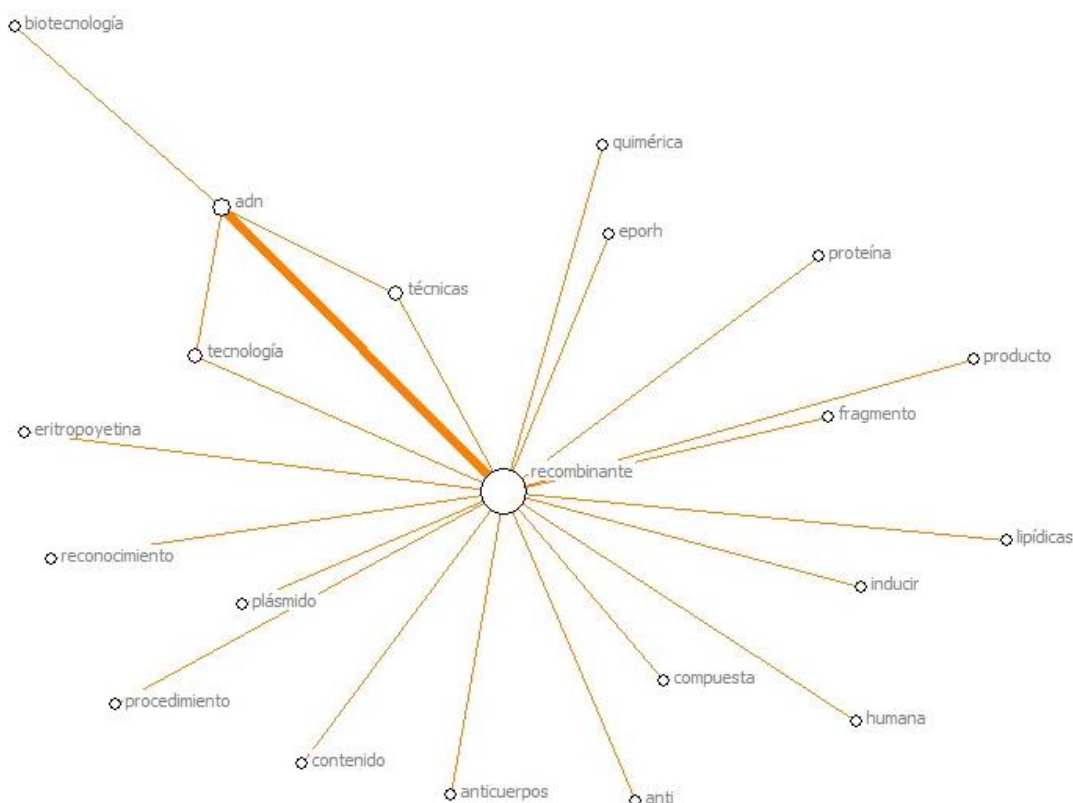 biotecnología
quimérica
adn
eporh
proteína
técnicas
tecnología
producto
fragmento
eritropoyetina
recombinante
lipídicas
reconocimiento
inducir
plásmido
compuesta
procedimiento
humana
contenido
anticuerpos
anti